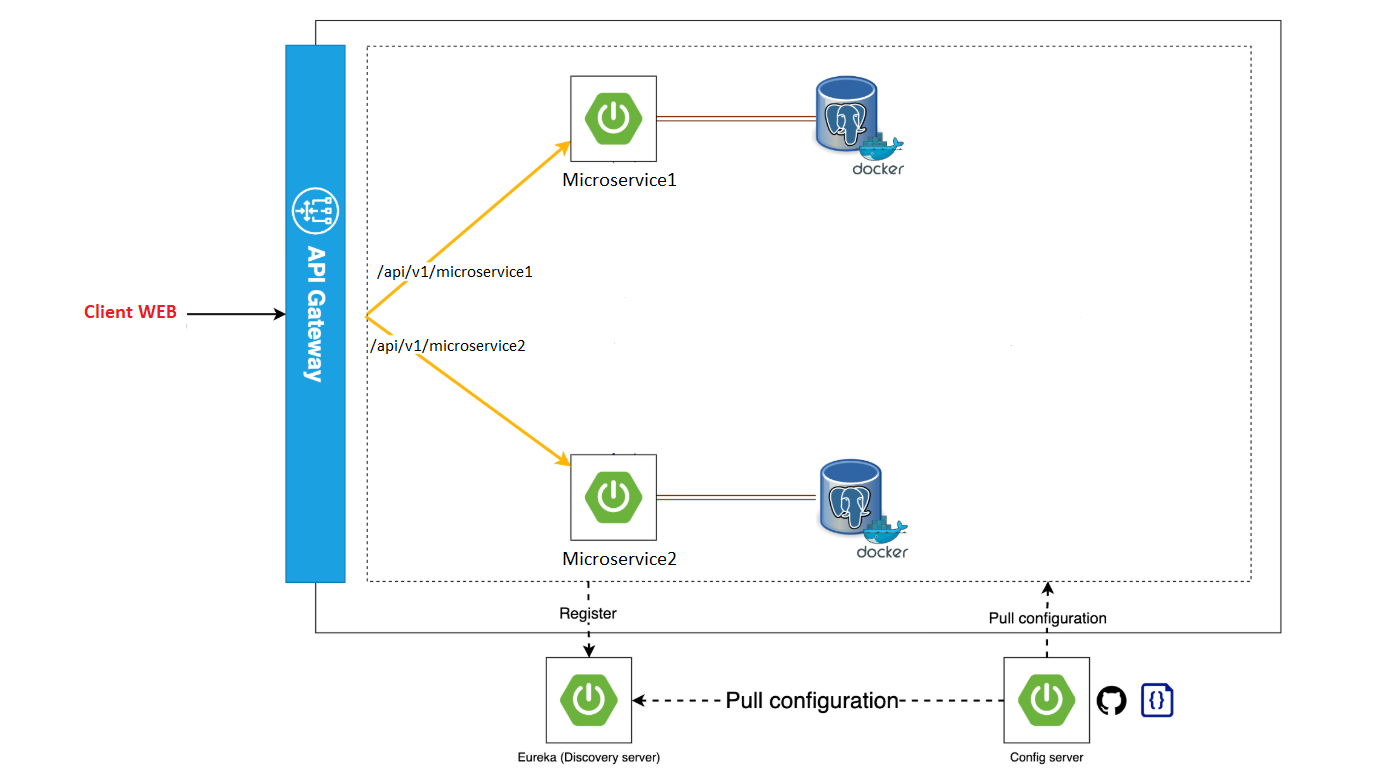 Microservice1
docker
/api/v1/microservice1
API Gateway
Client WEB
/api/v1/microservice2
Microservice2
docker
Register
Pull configuration
Pull configuration
{}
Eureka (Discovery server)
Config server